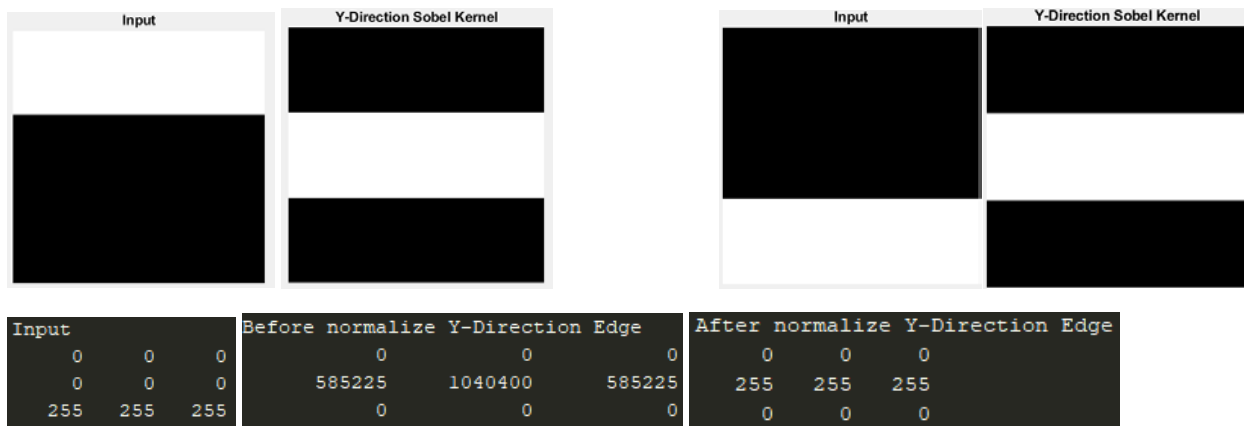 Input
Y-Direction Sobel Kernel
Input
Y-Direction Sobel Kernel
Input
0 0 0
0 0 0
255 255 255
Before normalize Y-Direction Edge
0 0 0
585225 1040400 585225
0 0 0
After normalize Y-Direction Edge
0 0 0
255 255 255
0 0 0